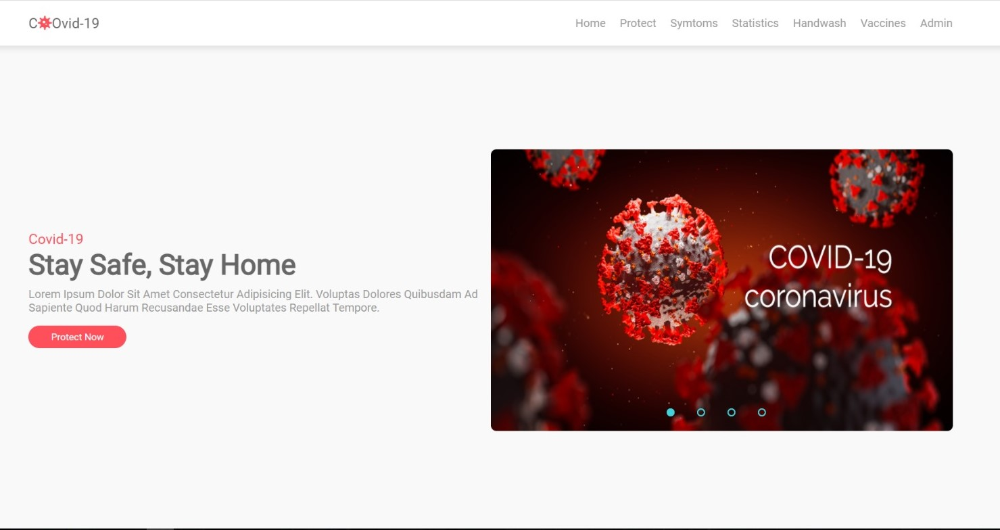 COvid-19
Home Protect Symtoms Statistics Handwash Vaccines Admin
Covid-19
Stay Safe, Stay Home
Lorem Ipsum Dolor Sit Amet Consectetur Adipisicing Elit. Voluptas Dolores Quibusdam Ad
Sapiente Quod Harum Recusandae Esse Voluptates Repellat Tempore.
Protect Now
COVID-19
coronavirus